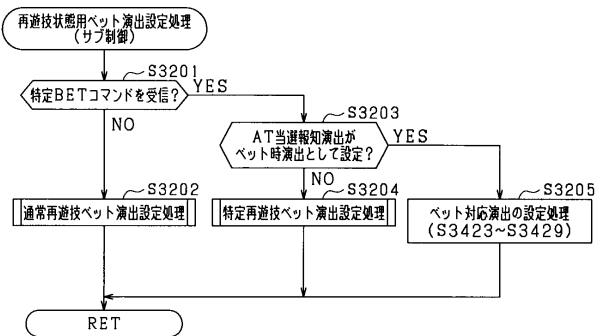 再遊技状態用ベット演出設定処理
(サブ制御)
S3201
特定BETコマンドを受信?
YES
NO
S3203
AT当選報知演出が
ベット時演出として設定?
YES
NO
S3202
通常再遊技ベット演出設定処理
S3204
特定再遊技ベット演出設定処理
S3205
ベット対応演出の設定処理
(S3423~S3429)
RET